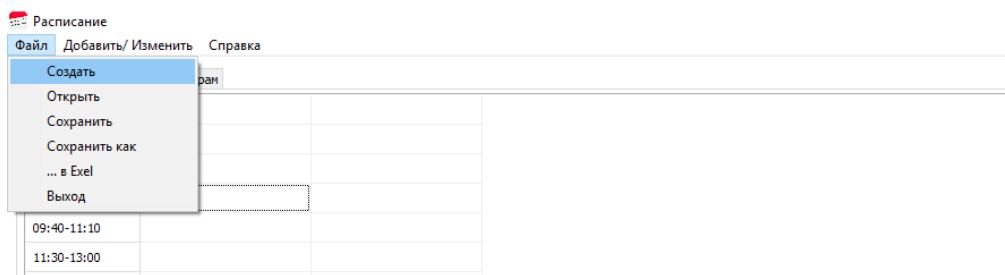 Расписание
Файл Добавить/ Изменить Справка
Создать
рам
Открыть
Сохранить
Сохранить как
... в Exel
Выход
09:40-11:10
11:30-13:00